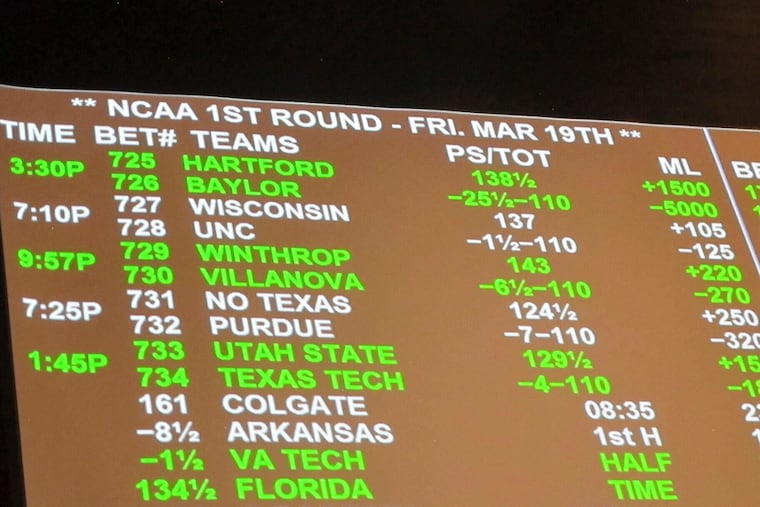 ** NCAA 1ST ROUND - FRI. MAR 19TH **
TIME BET# TEAMS PS/TOT ML
725 HARTFORD 138½ +1500
3:30P 726 BAYLOR −25½−110 −5000
727 WISCONSIN 137 +105
7:10P 728 UNC −1½−110 −125
729 WINTHROP 143 +220
9:57P 730 VILLANOVA −6½−110 −270
731 NO TEXAS 124½ +250
7:25P 732 PURDUE −7−110 −320
733 UTAH STATE 129½
1:45P 734 TEXAS TECH −4−110
161 COLGATE 08:35
−8½ ARKANSAS 1st H
−1½ VA TECH HALF
134½ FLORIDA TIME